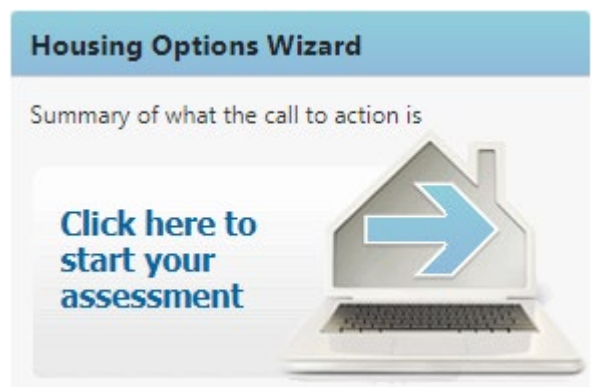 Housing Options Wizard
Summary of what the call to action is
Click here to
start your
assessment